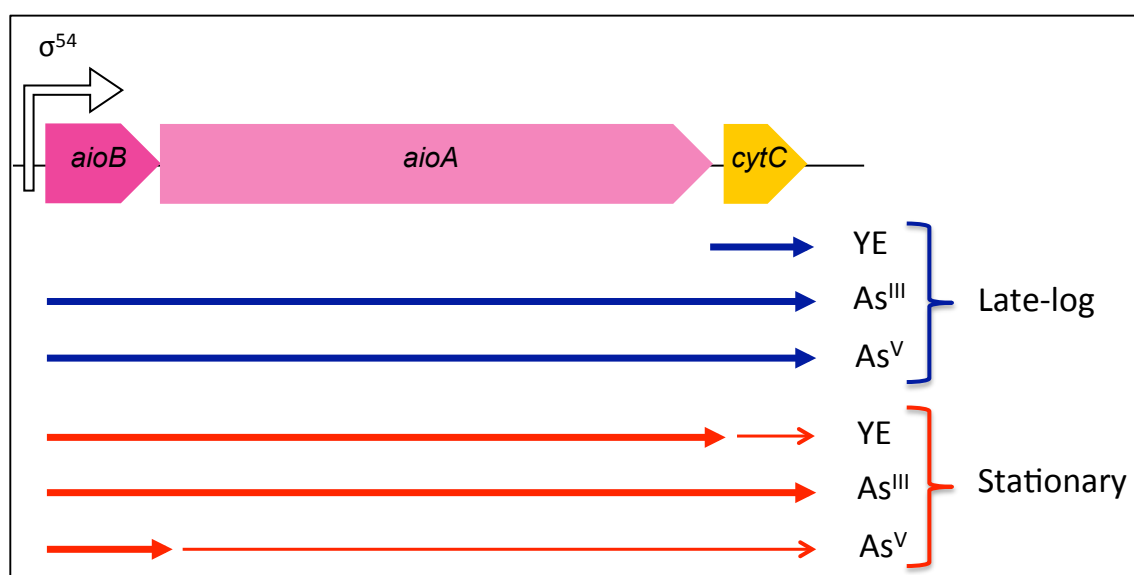 σ⁵⁴
aioB aioA cytC
YE
Asᴵᴵᴵ
Late-log
Asⱽ
YE
Asᴵᴵᴵ
Stationary
Asⱽ